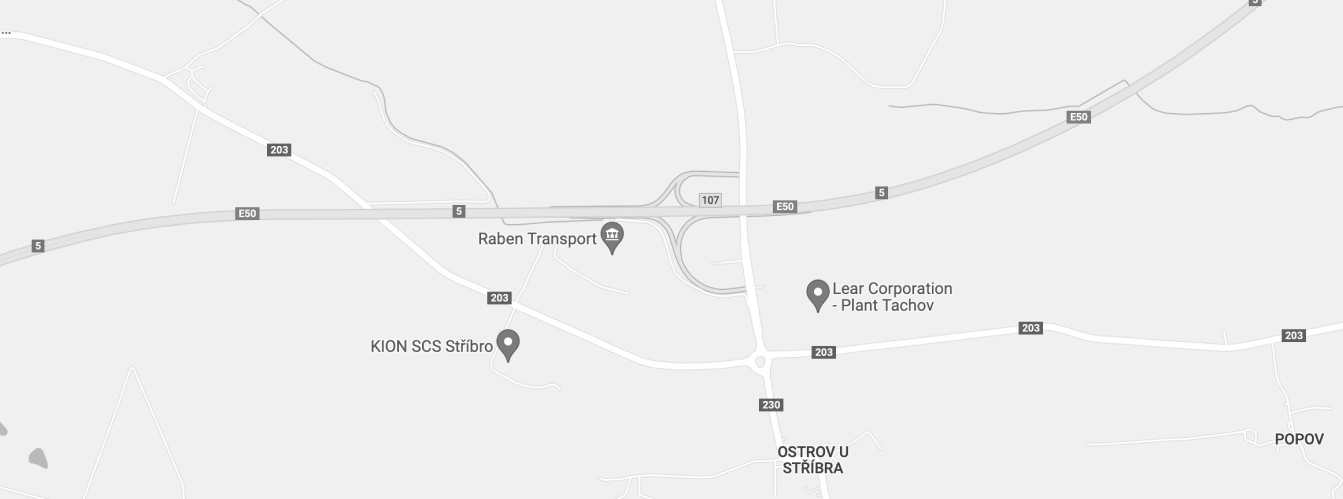 5
...
E50
203
107
E50
5
203
E50
5
5
Raben Transport
Lear Corporation
- Plant Tachov
203
203
203
203
KION SCS Stříbro
230
OSTROV U
STŘÍBRA
POPOV